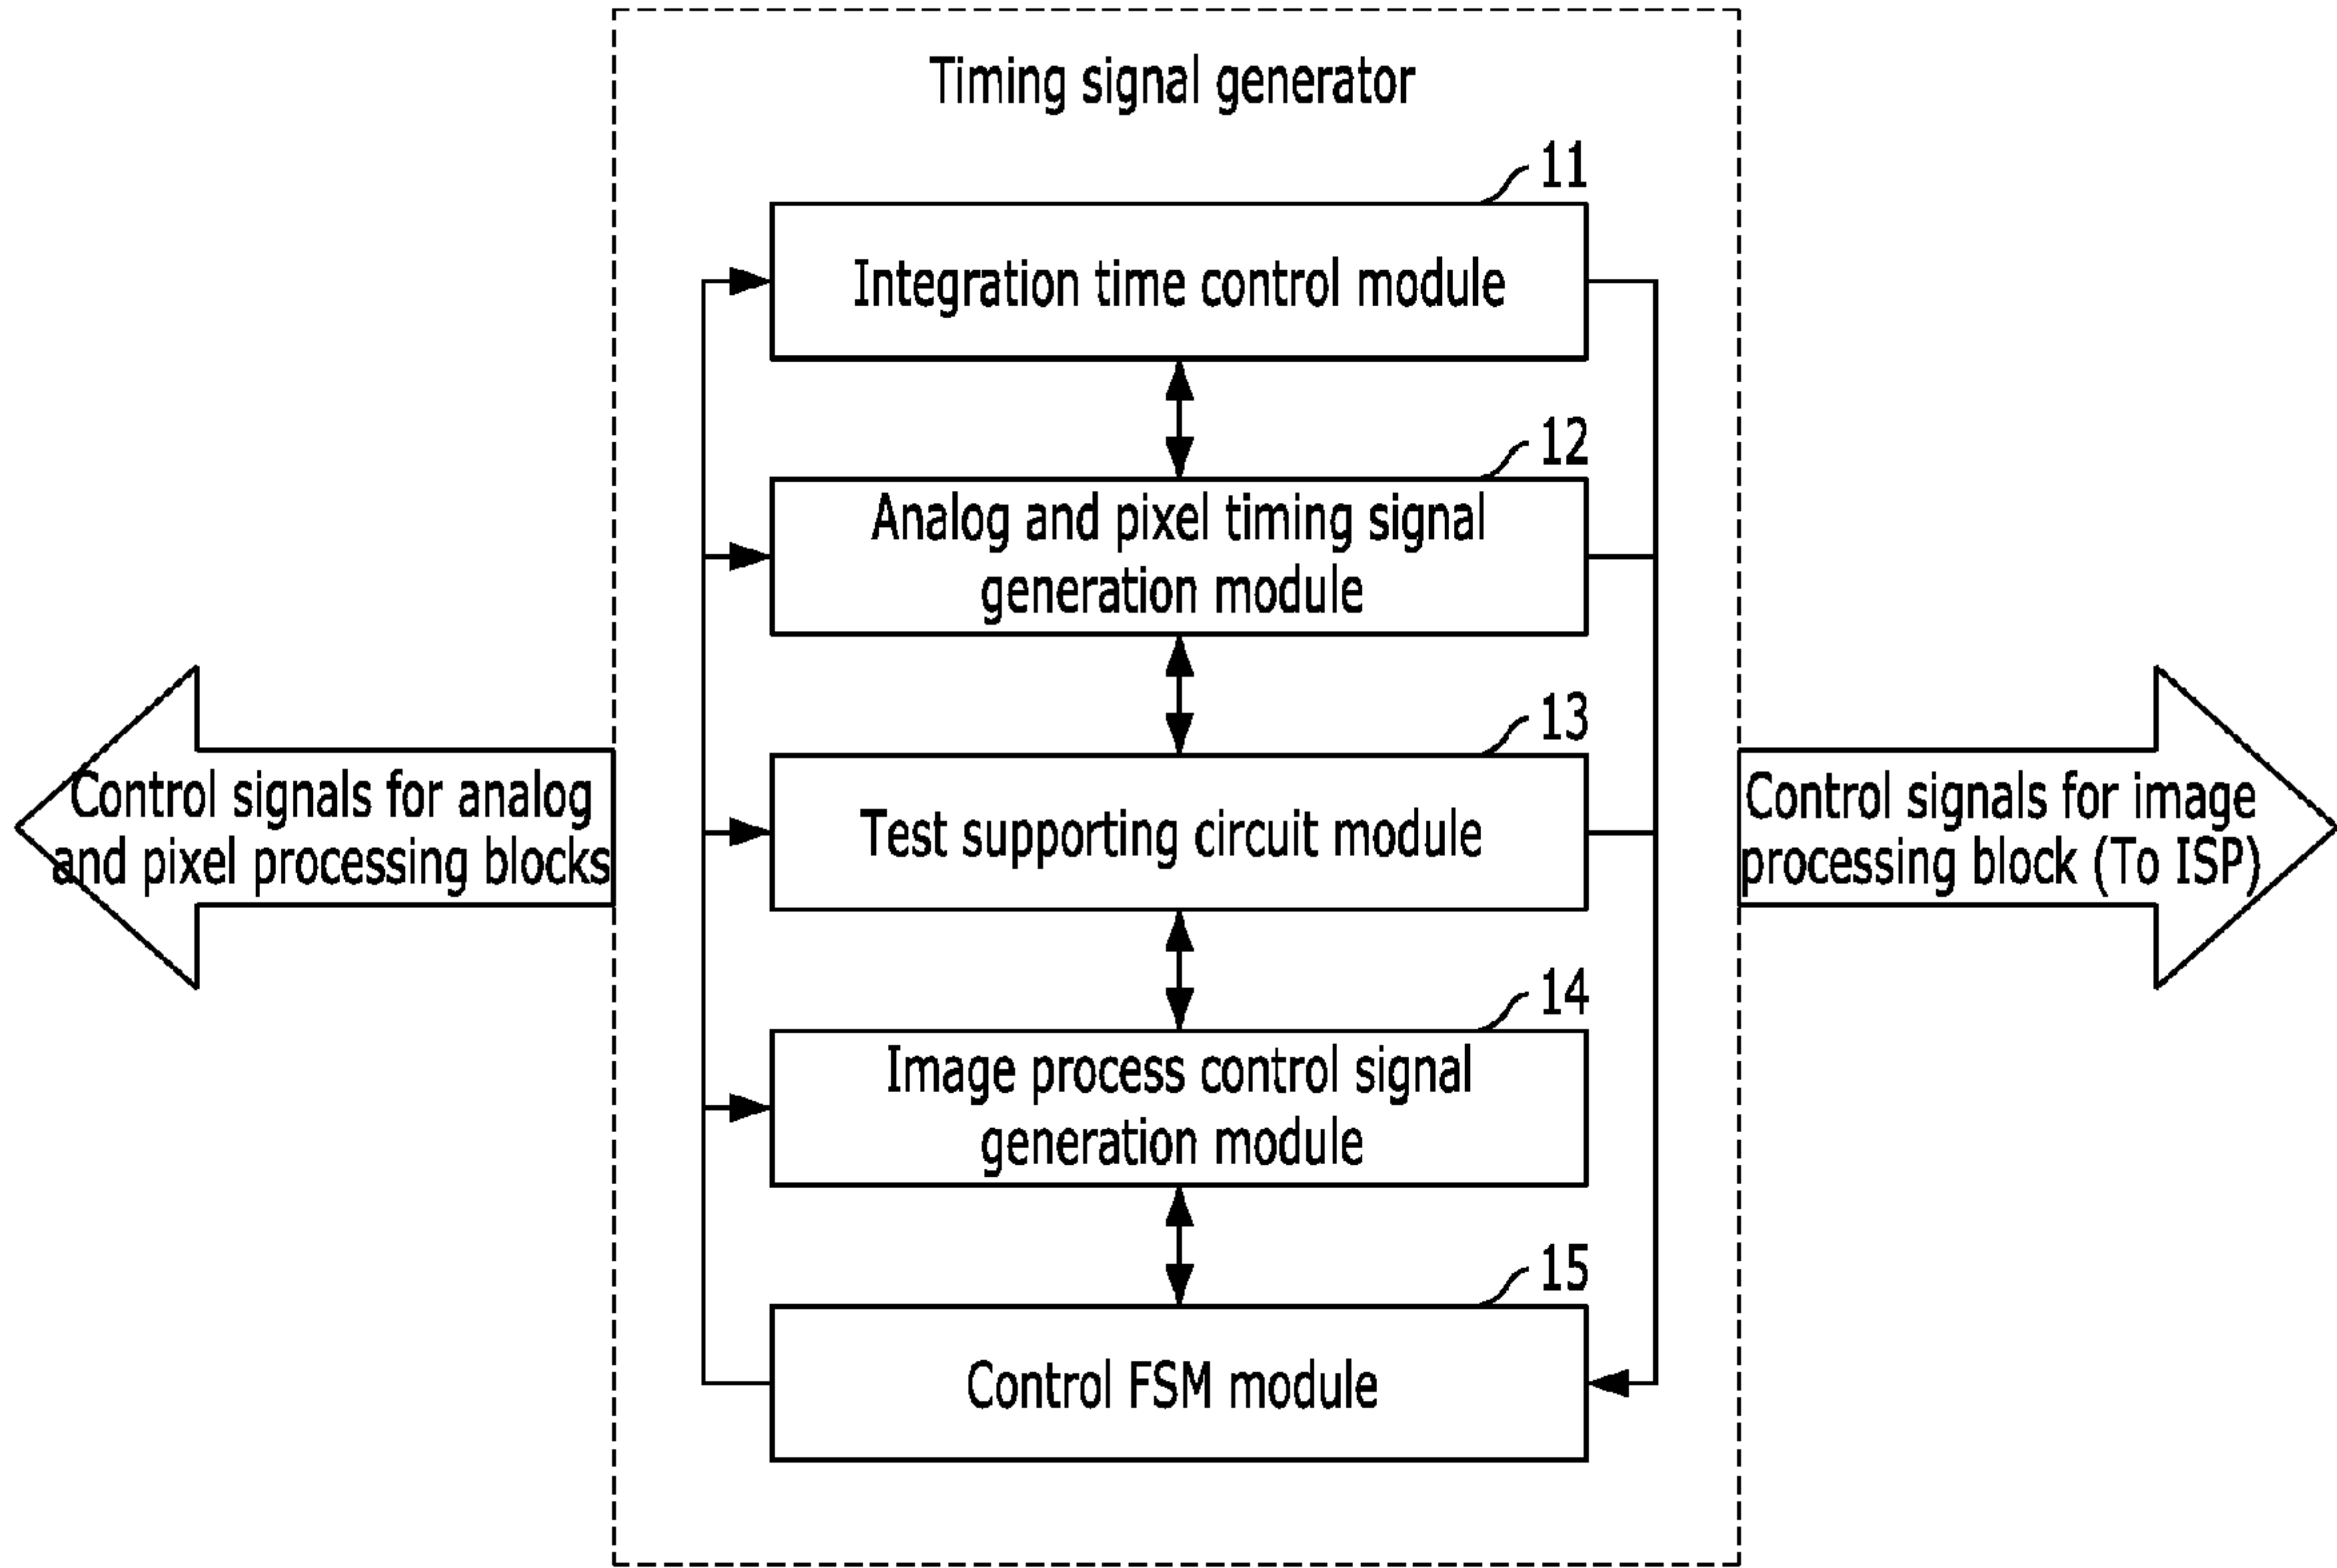 Timing signal generator
11
Integration time control module
12
Analog and pixel timing signal
generation module
13
Test supporting circuit module
Control signals for analog
and pixel processing blocks
Control signals for image
processing block (To ISP)
14
Image process control signal
generation module
15
Control FSM module